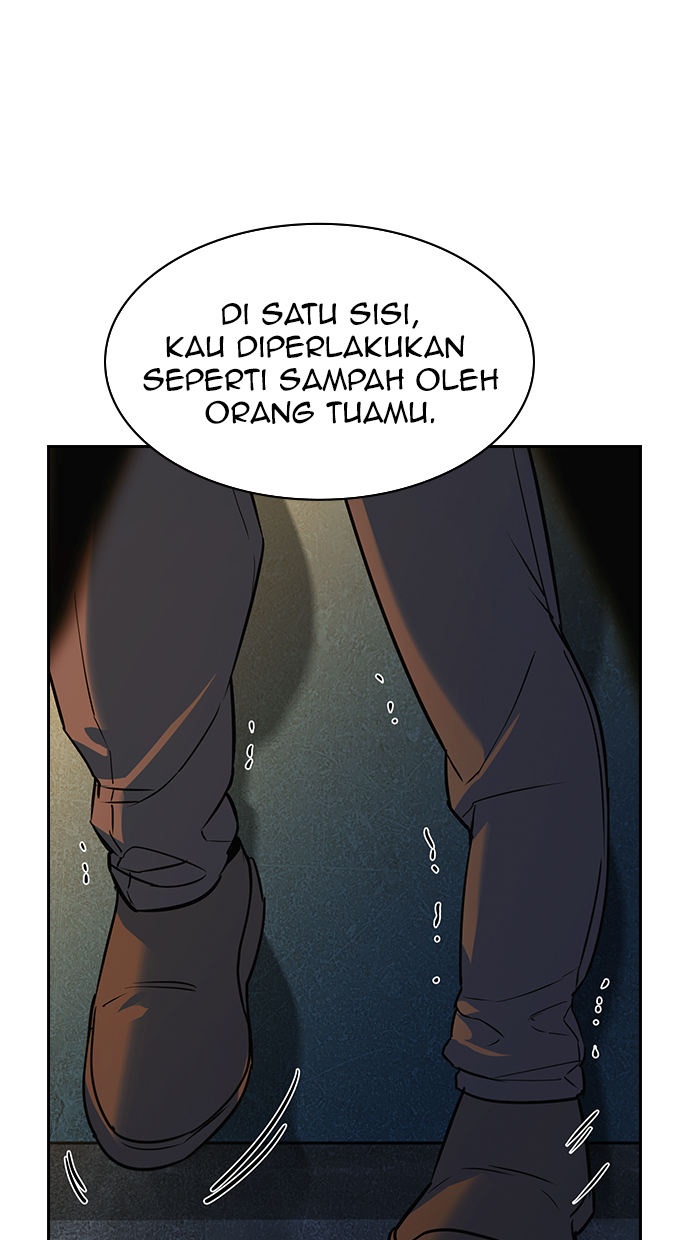 DI SATU SISI,
KAU DIPERLAKUKAN
SEPERTI SAMPAH OLEH
ORANG TUAMU.